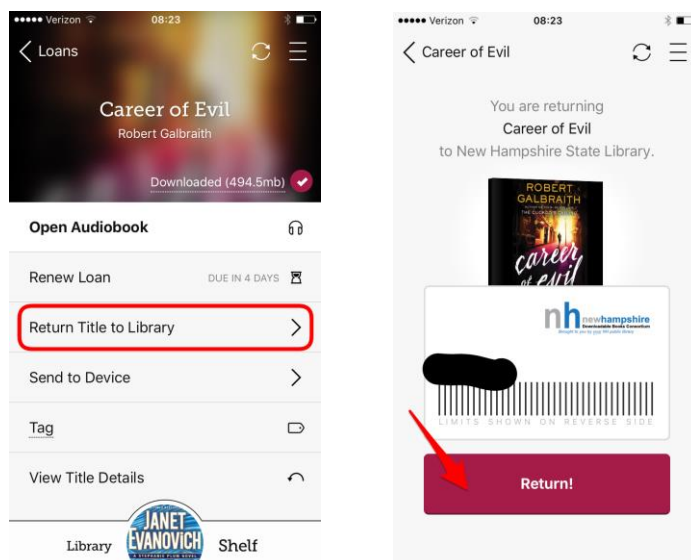 Verizon 08:23
Loans
Career of Evil
Robert Galbraith
Downloaded (494.5mb)
Open Audiobook
Renew Loan DUE IN 4 DAYS
Return Title to Library
Send to Device
Tag
View Title Details
Library
JANET
EVANOVICH
A STEPHANIE PLUM NOVEL
Shelf
Verizon 08:23
Career of Evil
You are returning
Career of Evil
to New Hampshire State Library.
ROBERT
GALBRAITH
career
of evil
nh newhampshire
Downloadable Books Consortium
LIMITS SHOWN ON REVERSE SIDE
Return!